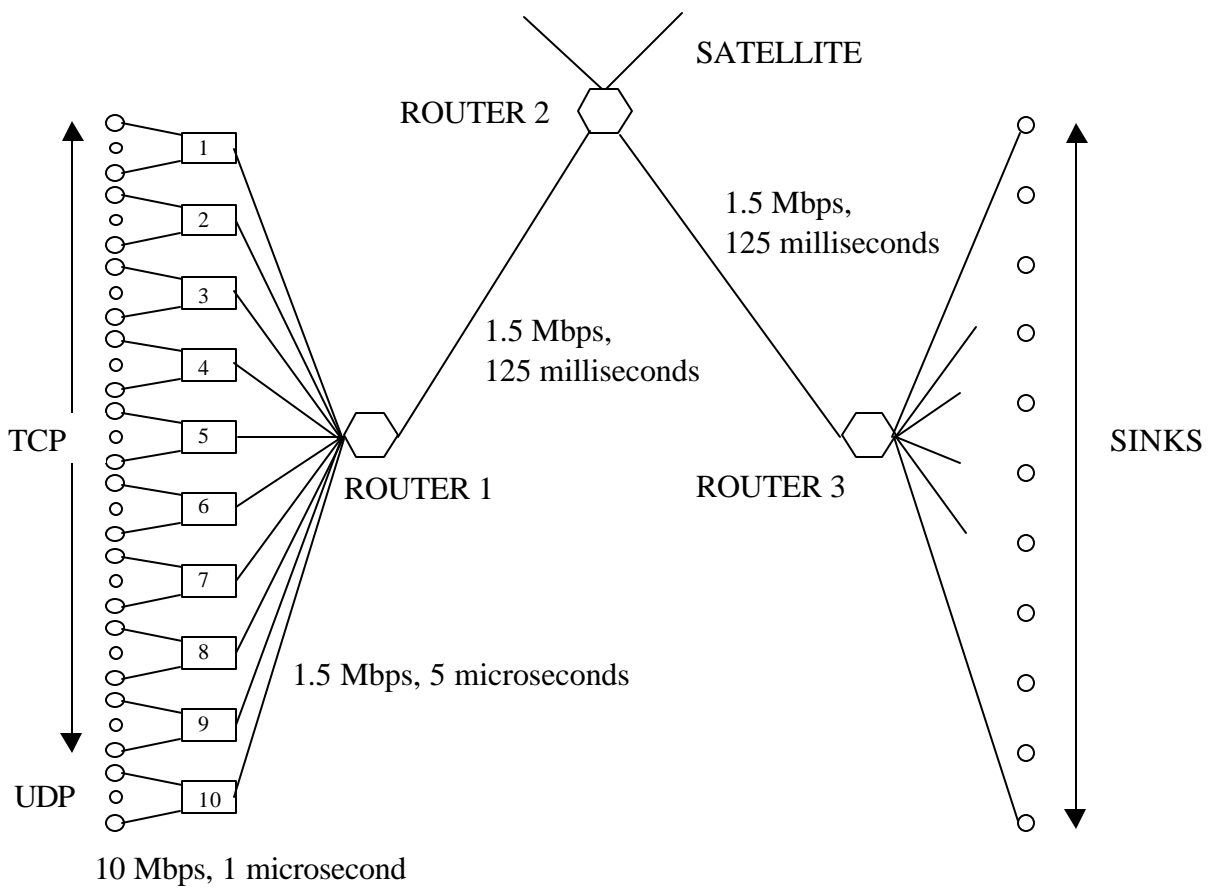 SATELLITE
ROUTER 2
1
2
3
4
5
6
7
8
9
10
1.5 Mbps,
125 milliseconds
1.5 Mbps,
125 milliseconds
TCP
ROUTER 1
ROUTER 3
SINKS
1.5 Mbps, 5 microseconds
UDP
10 Mbps, 1 microsecond